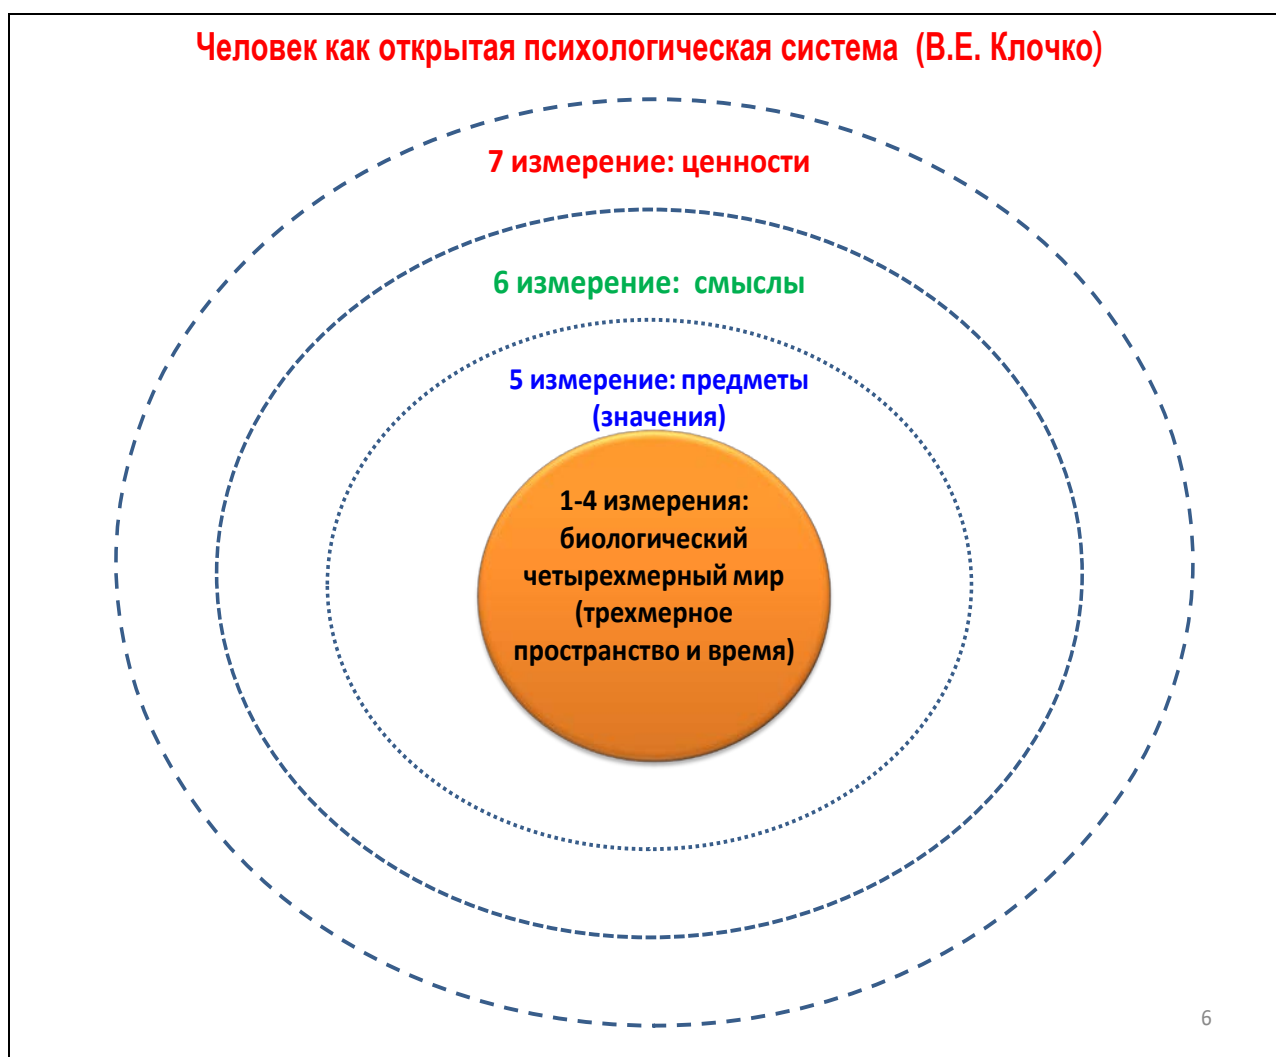 Человек как открытая психологическая система (В.Е. Клочко)
7 измерение: ценности
6 измерение: смыслы
5 измерение: предметы
(значения)
1-4 измерения:
биологический
четырехмерный мир
(трехмерное
пространство и время)
6